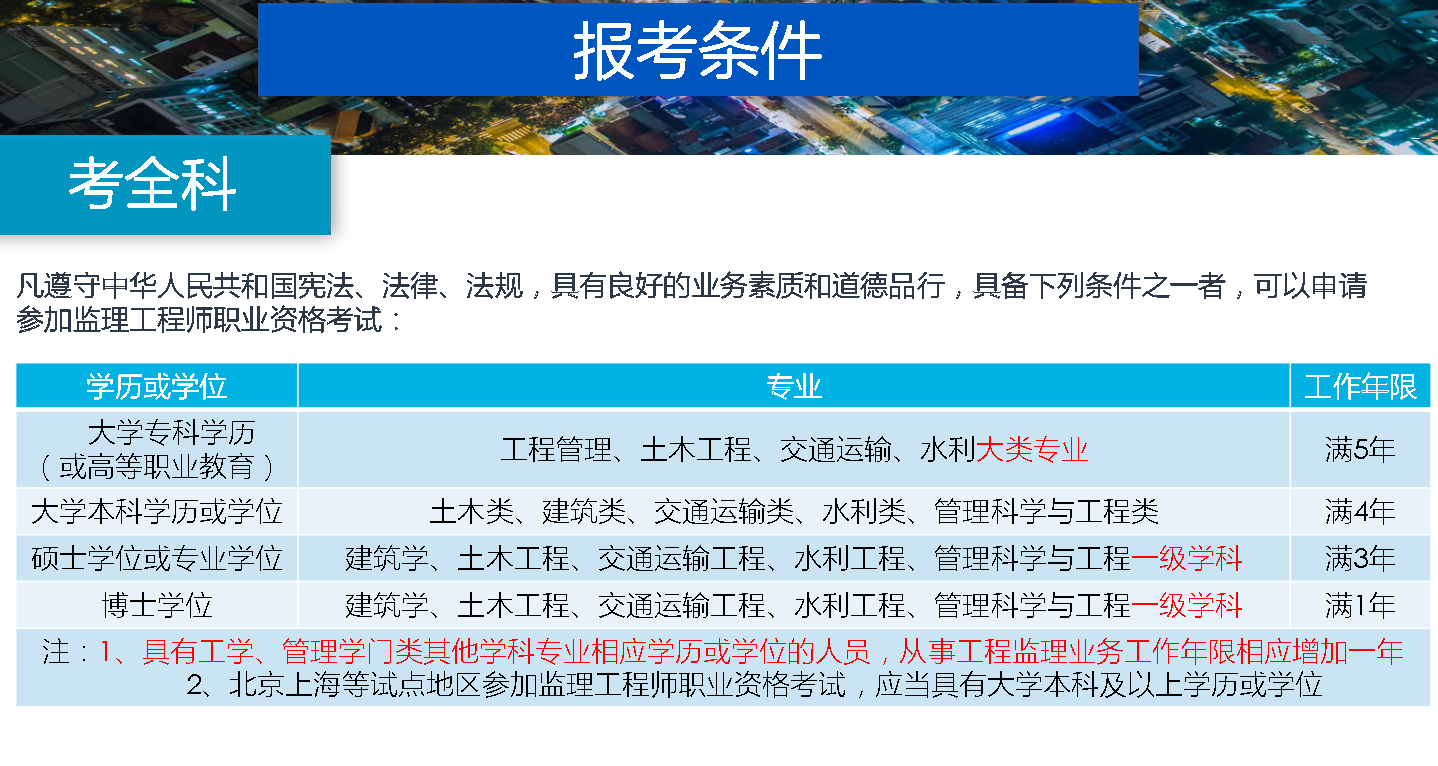 报考条件
考全科
凡遵守中华人民共和国宪法、法律、法规，具有良好的业务素质和道德品行，具备下列条件之一者，可以申请
参加监理工程师职业资格考试：
学历或学位 专业 工作年限
大学专科学历
（或高等职业教育） 工程管理、土木工程、交通运输、水利大类专业 满5年
大学本科学历或学位 土木类、建筑类、交通运输类、水利类、管理科学与工程类 满4年
硕士学位或专业学位 建筑学、土木工程、交通运输工程、水利工程、管理科学与工程一级学科 满3年
博士学位 建筑学、土木工程、交通运输工程、水利工程、管理科学与工程一级学科 满1年
注：1、具有工学、管理学门类其他学科专业相应学历或学位的人员，从事工程监理业务工作年限相应增加一年
2、北京上海等试点地区参加监理工程师职业资格考试，应当具有大学本科及以上学历或学位